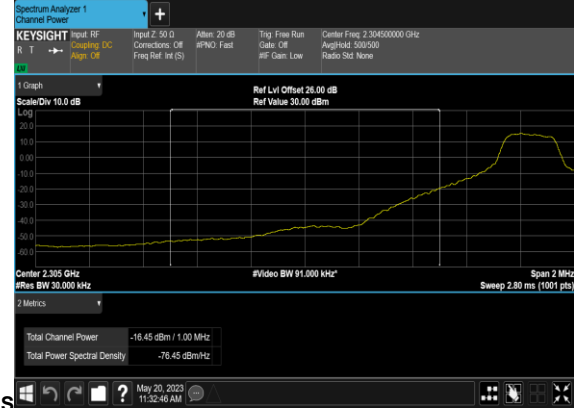 Spectrum Analyzer 1
Channel Power
KEYSIGHT
R T
LXI
Input: RF
Coupling: DC
Align: Off
Input Z: 50 Ω
Corrections: Off
Freq Ref: Int (S)
Atten: 20 dB
#PNO: Fast
Trig: Free Run
Gate: Off
#IF Gain: Low
Center Freq: 2.304500000 GHz
Avg|Hold: 500/500
Radio Std: None
1 Graph
Scale/Div 10.0 dB
Ref Lvl Offset 26.00 dB
Ref Value 30.00 dBm
Log
20.0
10.0
0.00
-10.0
-20.0
-30.0
-40.0
-50.0
-60.0
Center 2.305 GHz
#Res BW 30.000 kHz
#Video BW 91.000 kHz*
Span 2 MHz
Sweep 2.80 ms (1001 pts)
2 Metrics
Total Channel Power -16.45 dBm / 1.00 MHz
Total Power Spectral Density -76.45 dBm/Hz
s
?
May 20, 2023
11:32:46 AM